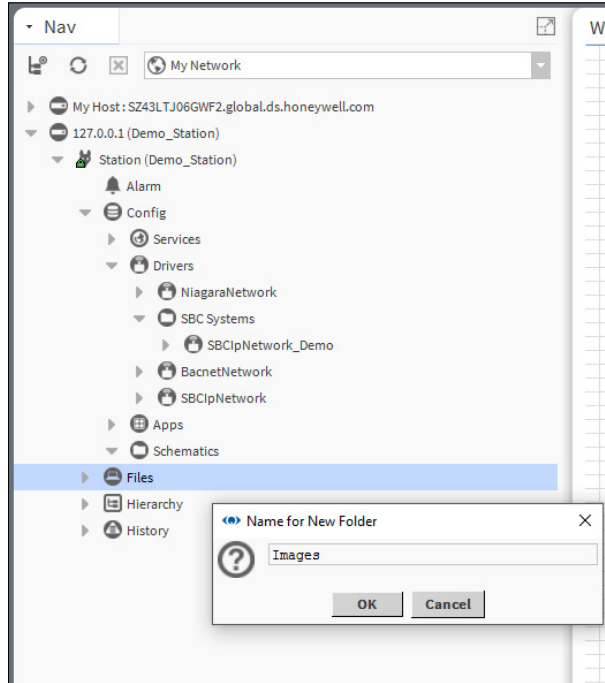 Nav
W
My Network
My Host : SZ43LTJ06GWF2.global.ds.honeywell.com
127.0.0.1 (Demo_Station)
Station (Demo_Station)
Alarm
Config
Services
Drivers
NiagaraNetwork
SBC Systems
SBCIpNetwork_Demo
BacnetNetwork
SBCIpNetwork
Apps
Schematics
Files
Hierarchy
History
Name for New Folder
Images
OK Cancel